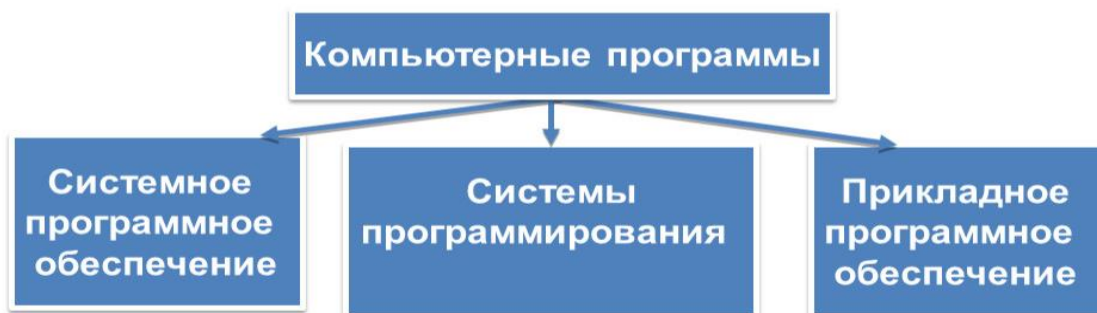 Компьютерные программы
Системное
программное
обеспечение
Системы
программирования
Прикладное
программное
обеспечение